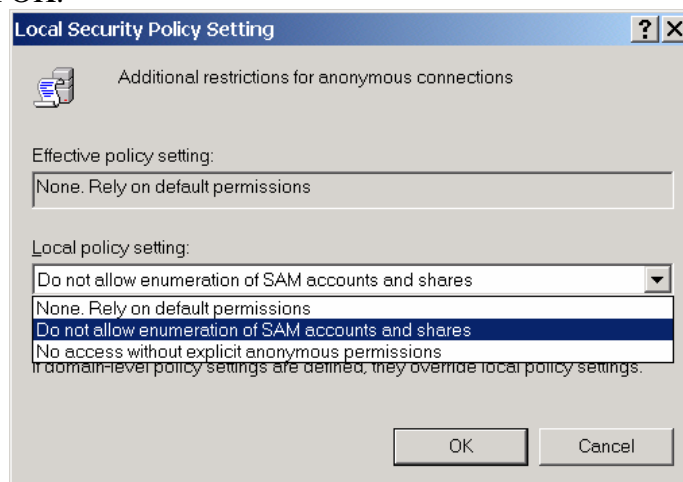 OK.
Local Security Policy Setting
Additional restrictions for anonymous connections
Effective policy setting:
None. Rely on default permissions
Local policy setting:
Do not allow enumeration of SAM accounts and shares
None. Rely on default permissions
Do not allow enumeration of SAM accounts and shares
No access without explicit anonymous permissions
If domain-level policy settings are defined, they override local policy settings.
OK
Cancel